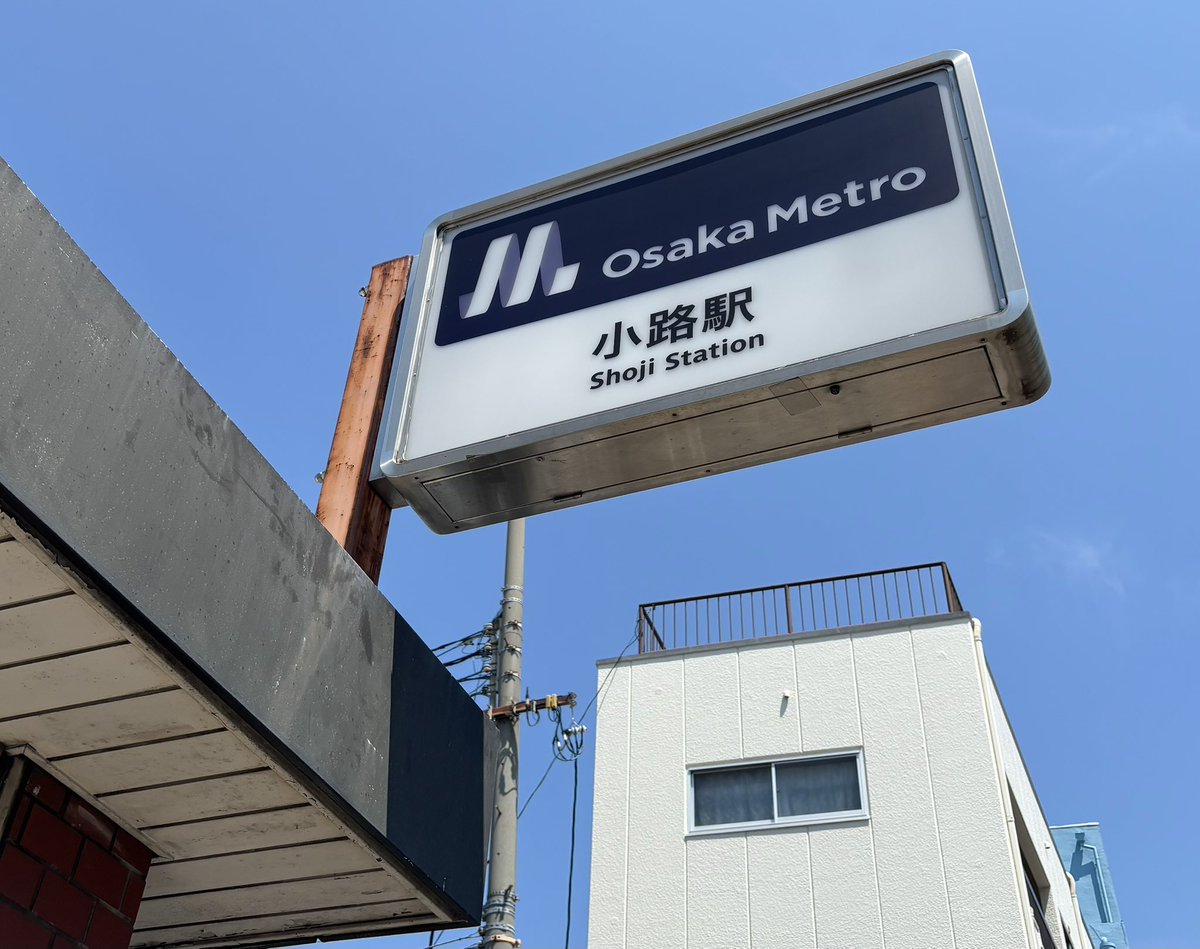 Osaka Metro
小路駅
Shoji Station